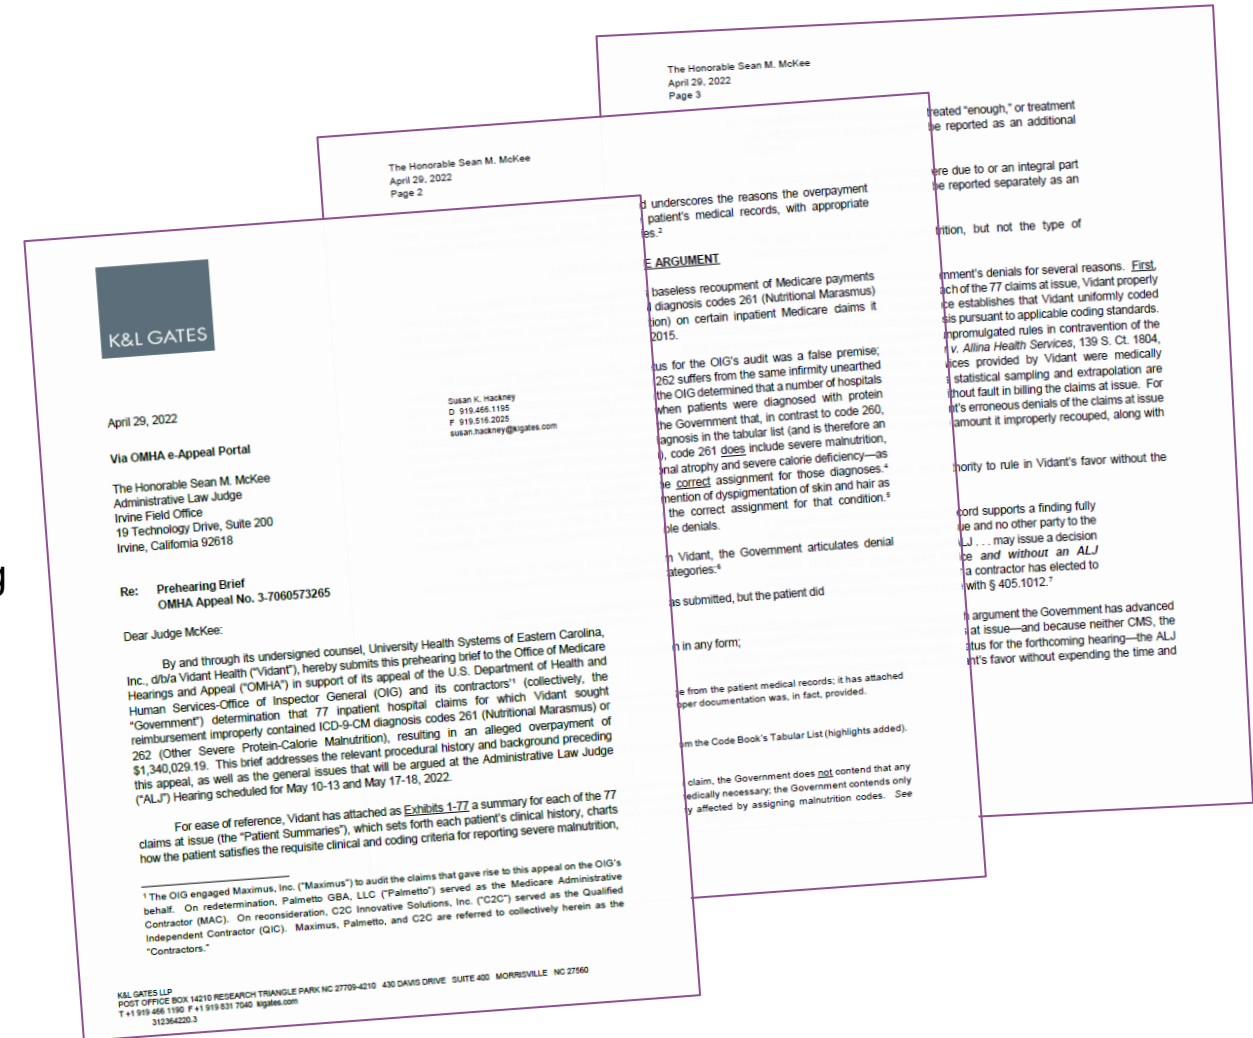 g
K&L GATES
April 29, 2022
Susan K. Hackney
D 919.466.1195
F 919.516.2025
susan.hackney@klgates.com
Via OMHA e-Appeal Portal
The Honorable Sean M. McKee
Administrative Law Judge
Irvine Field Office
19 Technology Drive, Suite 200
Irvine, California 92618
Re: Prehearing Brief
OMHA Appeal No. 3-7060573265
Dear Judge McKee:
By and through its undersigned counsel, University Health Systems of Eastern Carolina,
Inc., d/b/a Vidant Health ("Vidant"), hereby submits this prehearing brief to the Office of Medicare
Hearings and Appeal ("OMHA") in support of its appeal of the U.S. Department of Health and
Human Services-Office of Inspector General (OIG) and its contractors'¹ (collectively, the
"Government") determination that 77 inpatient hospital claims for which Vidant sought
reimbursement improperly contained ICD-9-CM diagnosis codes 261 (Nutritional Marasmus) or
262 (Other Severe Protein-Calorie Malnutrition), resulting in an alleged overpayment of
$1,340,029.19. This brief addresses the relevant procedural history and background preceding
this appeal, as well as the general issues that will be argued at the Administrative Law Judge
("ALJ") Hearing scheduled for May 10-13 and May 17-18, 2022.
For ease of reference, Vidant has attached as Exhibits 1-77 a summary for each of the 77
claims at issue (the "Patient Summaries"), which sets forth each patient's clinical history, charts
how the patient satisfies the requisite clinical and coding criteria for reporting severe malnutrition,
¹ The OIG engaged Maximus, Inc. ("Maximus") to audit the claims that gave rise to this appeal on the OIG's
behalf. On redetermination, Palmetto GBA, LLC ("Palmetto") served as the Medicare Administrative
Contractor (MAC). On reconsideration, C2C Innovative Solutions, Inc. ("C2C") served as the Qualified
Independent Contractor (QIC). Maximus, Palmetto, and C2C are referred to collectively herein as the
"Contractors."
K&L GATES LLP
POST OFFICE BOX 14210 RESEARCH TRIANGLE PARK NC 27709-4210 430 DAVIS DRIVE SUITE 400 MORRISVILLE NC 27560
T +1 919 466 1190 F +1 919 831 7040 klgates.com
312364220.3
The Honorable Sean M. McKee
April 29, 2022
Page 2
d underscores the reasons the overpayment
patient's medical records, with appropriate
es.²
E ARGUMENT
baseless recoupment of Medicare payments
diagnosis codes 261 (Nutritional Marasmus)
tion) on certain inpatient Medicare claims it
2015.
us for the OIG's audit was a false premise;
262 suffers from the same infirmity unearthed
the OIG determined that a number of hospitals
when patients were diagnosed with protein
the Government that, in contrast to code 260,
agnosis in the tabular list (and is therefore an
), code 261 does include severe malnutrition,
nal atrophy and severe calorie deficiency—as
e correct assignment for those diagnoses.⁴
mention of dyspigmentation of skin and hair as
the correct assignment for that condition.⁵
ble denials.
n Vidant, the Government articulates denial
ategories:⁶
as submitted, but the patient did
n in any form;
e from the patient medical records; it has attached
oper documentation was, in fact, provided.
om the Code Book's Tabular List (highlights added).
claim, the Government does not contend that any
edically necessary; the Government contends only
y affected by assigning malnutrition codes. See
The Honorable Sean M. McKee
April 29, 2022
Page 3
treated "enough," or treatment
be reported as an additional
ere due to or an integral part
be reported separately as an
trition, but not the type of
rnment's denials for several reasons. First,
ach of the 77 claims at issue, Vidant properly
ce establishes that Vidant uniformly coded
sis pursuant to applicable coding standards.
mpromulgated rules in contravention of the
v. Allina Health Services, 139 S. Ct. 1804,
vices provided by Vidant were medically
statistical sampling and extrapolation are
ithout fault in billing the claims at issue. For
nt's erroneous denials of the claims at issue
amount it improperly recouped, along with
hority to rule in Vidant's favor without the
cord supports a finding fully
ue and no other party to the
LJ . . . may issue a decision
ce and without an ALJ
a contractor has elected to
with § 405.1012.⁷
h argument the Government has advanced
at issue—and because neither CMS, the
tatus for the forthcoming hearing—the ALJ
nt's favor without expending the time and